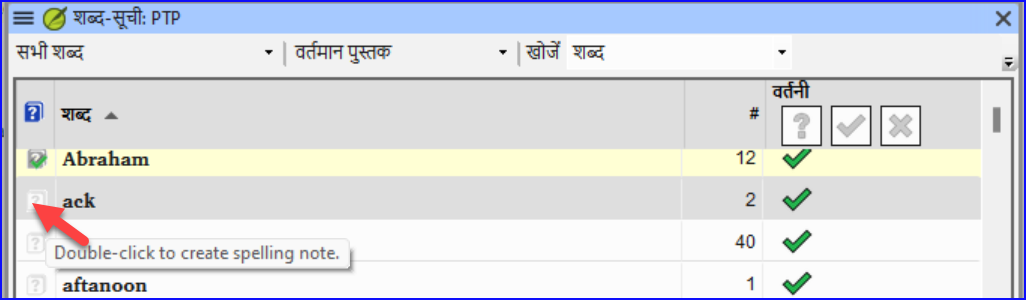 शब्द-सूची: PTP
सभी शब्द वर्तमान पुस्तक खोजें शब्द
शब्द # वर्तनी
Abraham 12
ack 2
40
Double-click to create spelling note.
aftanoon 1